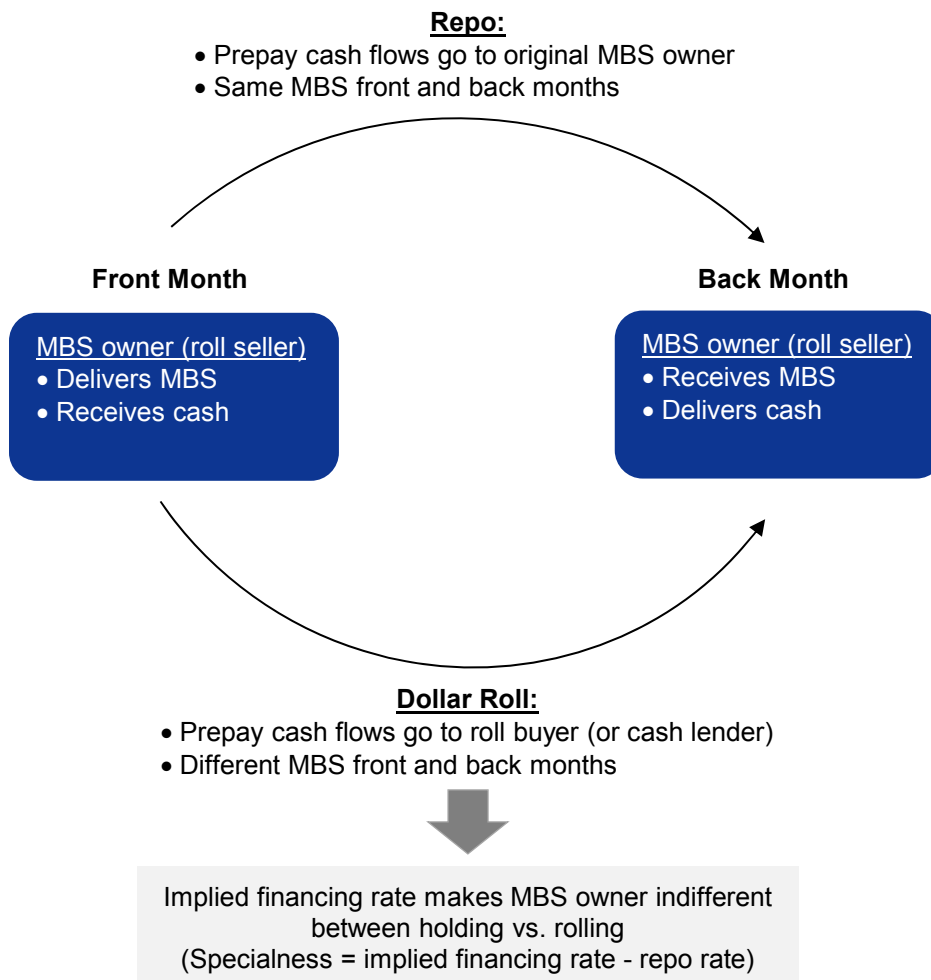 Repo:
• Prepay cash flows go to original MBS owner
• Same MBS front and back months
Front Month
Back Month
MBS owner (roll seller)
• Delivers MBS
• Receives cash
MBS owner (roll seller)
• Receives MBS
• Delivers cash
Dollar Roll:
• Prepay cash flows go to roll buyer (or cash lender)
• Different MBS front and back months
Implied financing rate makes MBS owner indifferent
between holding vs. rolling
(Specialness = implied financing rate - repo rate)